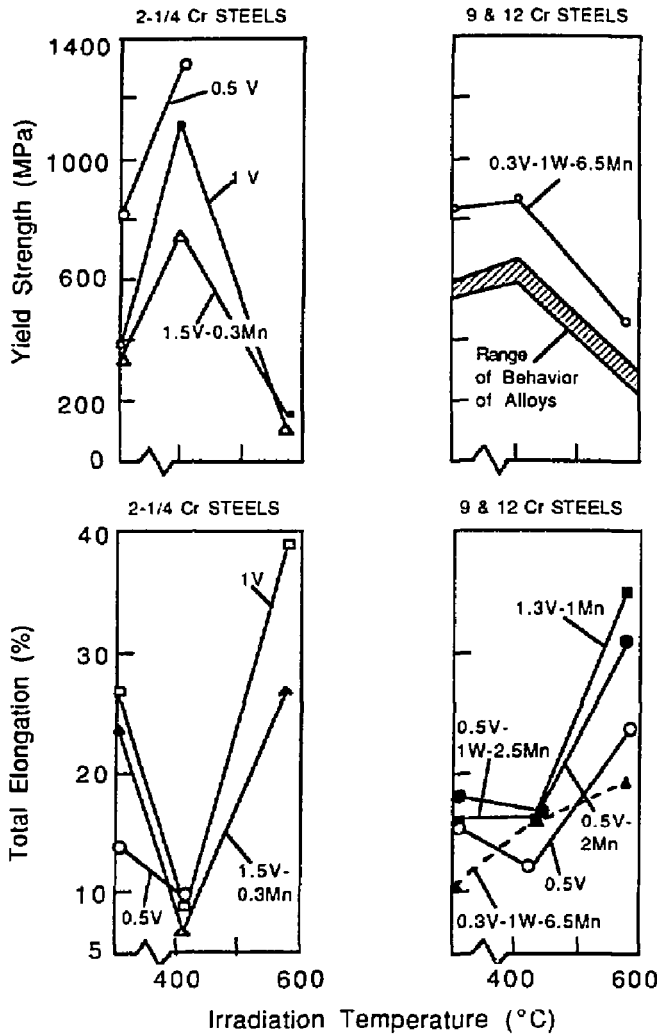 2-1/4 Cr STEELS
9 & 12 Cr STEELS
1400
1000
600
200
0
Yield Strength (MPa)
0.5 V
1 V
1.5V-0.3Mn
0.3V-1W-6.5Mn
Range
of Behavior
of Alloys
2-1/4 Cr STEELS
9 & 12 Cr STEELS
40
30
20
10
5
Total Elongation (%)
1V
0.5V
1.5V-
0.3Mn
1.3V-1Mn
0.5V-
1W-2.5Mn
0.5V-
2Mn
0.5V
0.3V-1W-6.5Mn
400
600
400
600
Irradiation Temperature (°C)